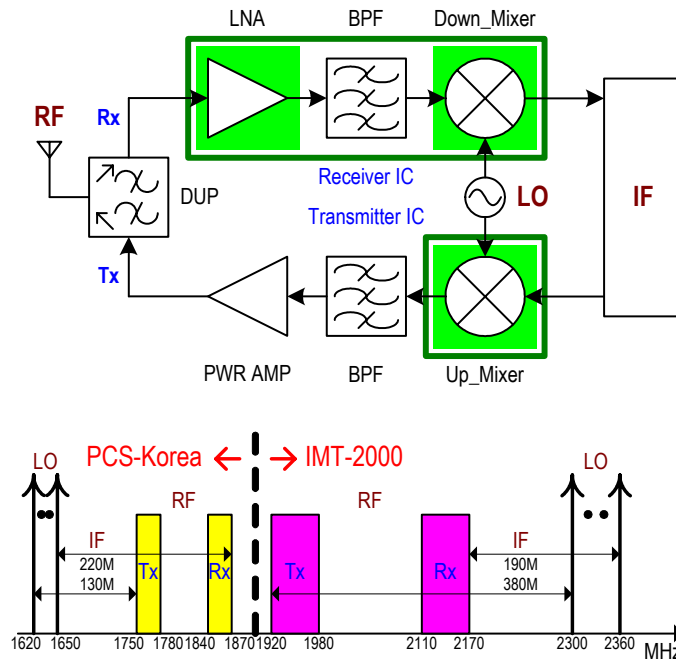 LNA BPF Down_Mixer
RF Rx
DUP
Receiver IC
LO IF
Transmitter IC
Tx
PWR AMP BPF Up_Mixer
PCS-Korea IMT-2000
LO RF RF LO
IF IF
220M Tx Rx Tx Rx 190M
130M 380M
1620 1650 1750 1780 1840 1870 1920 1980 2110 2170 2300 2360
MHz